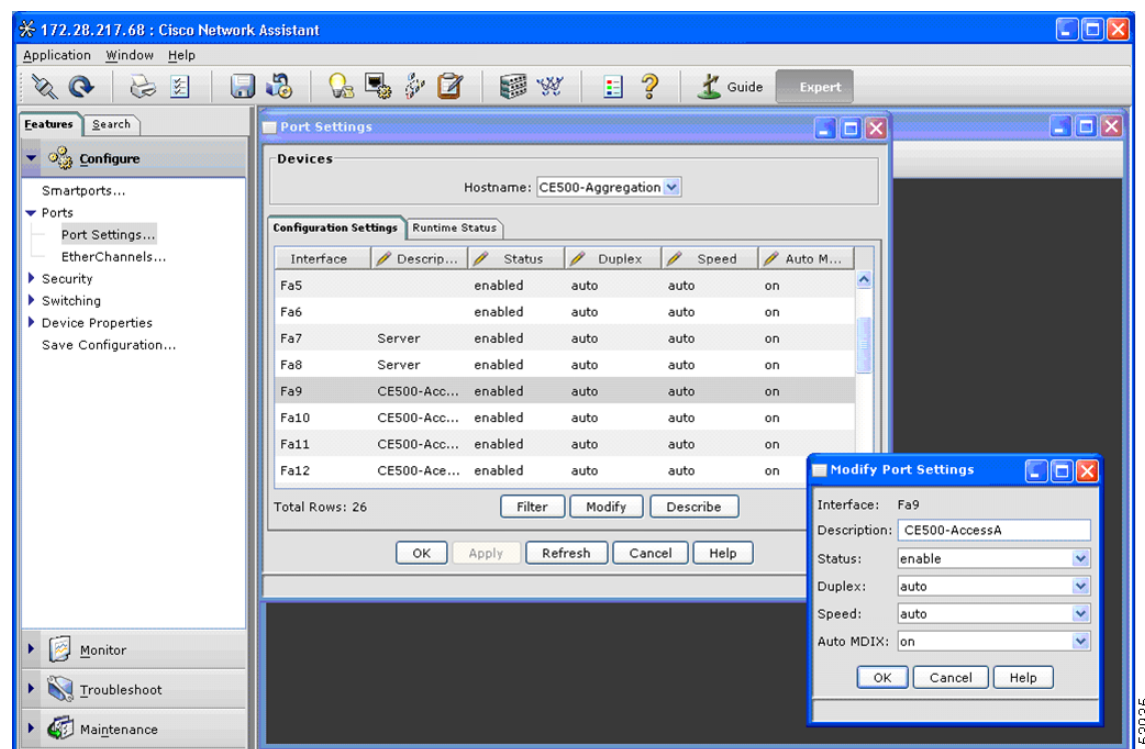 172.28.217.68 : Cisco Network Assistant
Application Window Help
Guide Expert
Features Search
Configure
Smartports...
Ports
Port Settings...
EtherChannels...
Security
Switching
Device Properties
Save Configuration...
Monitor
Troubleshoot
Maintenance
Port Settings
Devices
Hostname: CE500-Aggregation
Configuration Settings Runtime Status
Interface Descrip... Status Duplex Speed Auto M...
Fa5 enabled auto auto on
Fa6 enabled auto auto on
Fa7 Server enabled auto auto on
Fa8 Server enabled auto auto on
Fa9 CE500-Acc... enabled auto auto on
Fa10 CE500-Acc... enabled auto auto on
Fa11 CE500-Acc... enabled auto auto on
Fa12 CE500-Ace... enabled auto auto on
Total Rows: 26 Filter Modify Describe
OK Apply Refresh Cancel Help
Modify Port Settings
Interface: Fa9
Description: CE500-AccessA
Status: enable
Duplex: auto
Speed: auto
Auto MDIX: on
OK Cancel Help